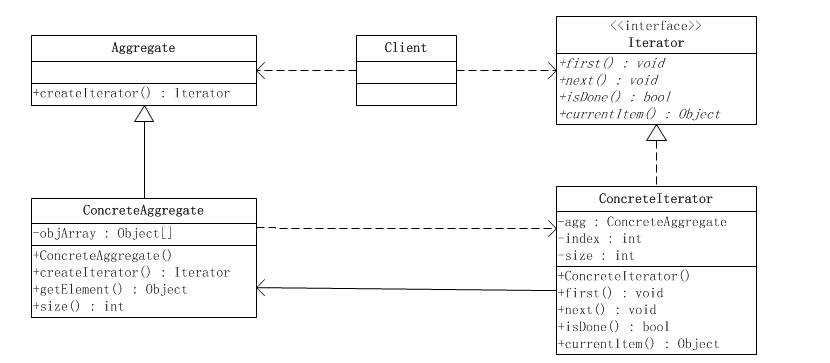 Aggregate
+createIterator() : Iterator
Client
<<interface>>
Iterator
+first() : void
+next() : void
+isDone() : bool
+currentItem() : Object
ConcreteAggregate
-objArray : Object[]
+ConcreteAggregate()
+createIterator() : Iterator
+getElement() : Object
+size() : int
ConcreteIterator
-agg : ConcreteAggregate
-index : int
-size : int
+ConcreteIterator()
+first() : void
+next() : void
+isDone() : bool
+currentItem() : Object